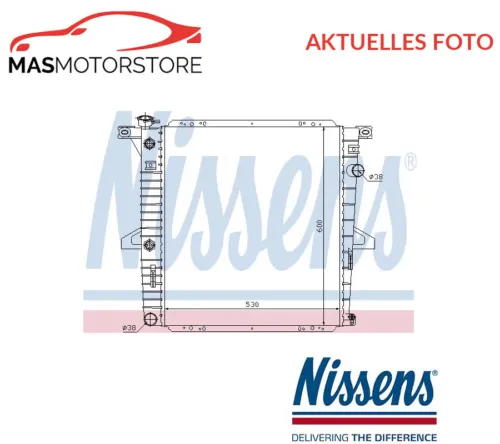 MASMOTORSTORE
AKTUELLES FOTO
Nissens®
Ø38
600
530
Ø38
Nissens®
DELIVERING THE DIFFERENCE